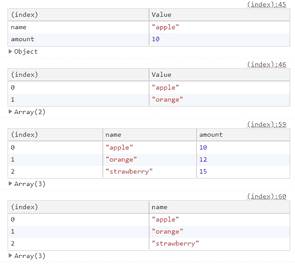 (index):45
(index) Value
name "apple"
amount 10
▶ Object
(index):46
(index) Value
0 "apple"
1 "orange"
▶ Array(2)
(index):59
(index) name amount
0 "apple" 10
1 "orange" 12
2 "strawberry" 15
▶ Array(3)
(index):60
(index) name
0 "apple"
1 "orange"
2 "strawberry"
▶ Array(3)